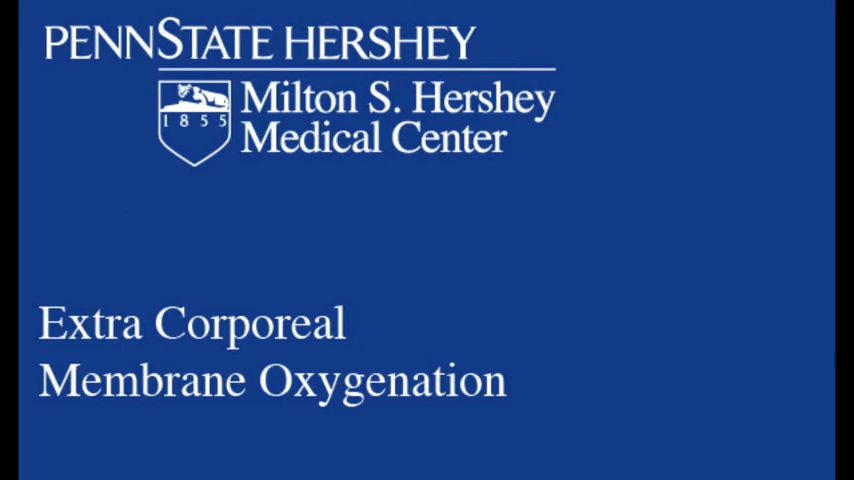 PENNSTATE HERSHEY
Milton S. Hershey
1855
Medical Center
Extra Corporeal
Membrane Oxygenation